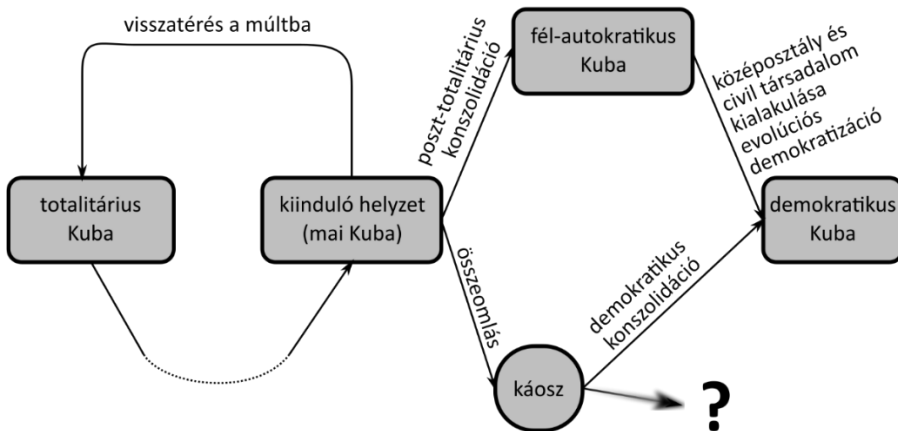 visszatérés a múltba
totalitárius
Kuba
kiinduló helyzet
(mai Kuba)
poszt-totalitárius
konszolidáció
fél-autokratikus
Kuba
középosztály és
civil társadalom
kialakulása
evolúciós
demokratizáció
demokratikus
Kuba
összeomlás
káosz
demokratikus
konszolidáció
?